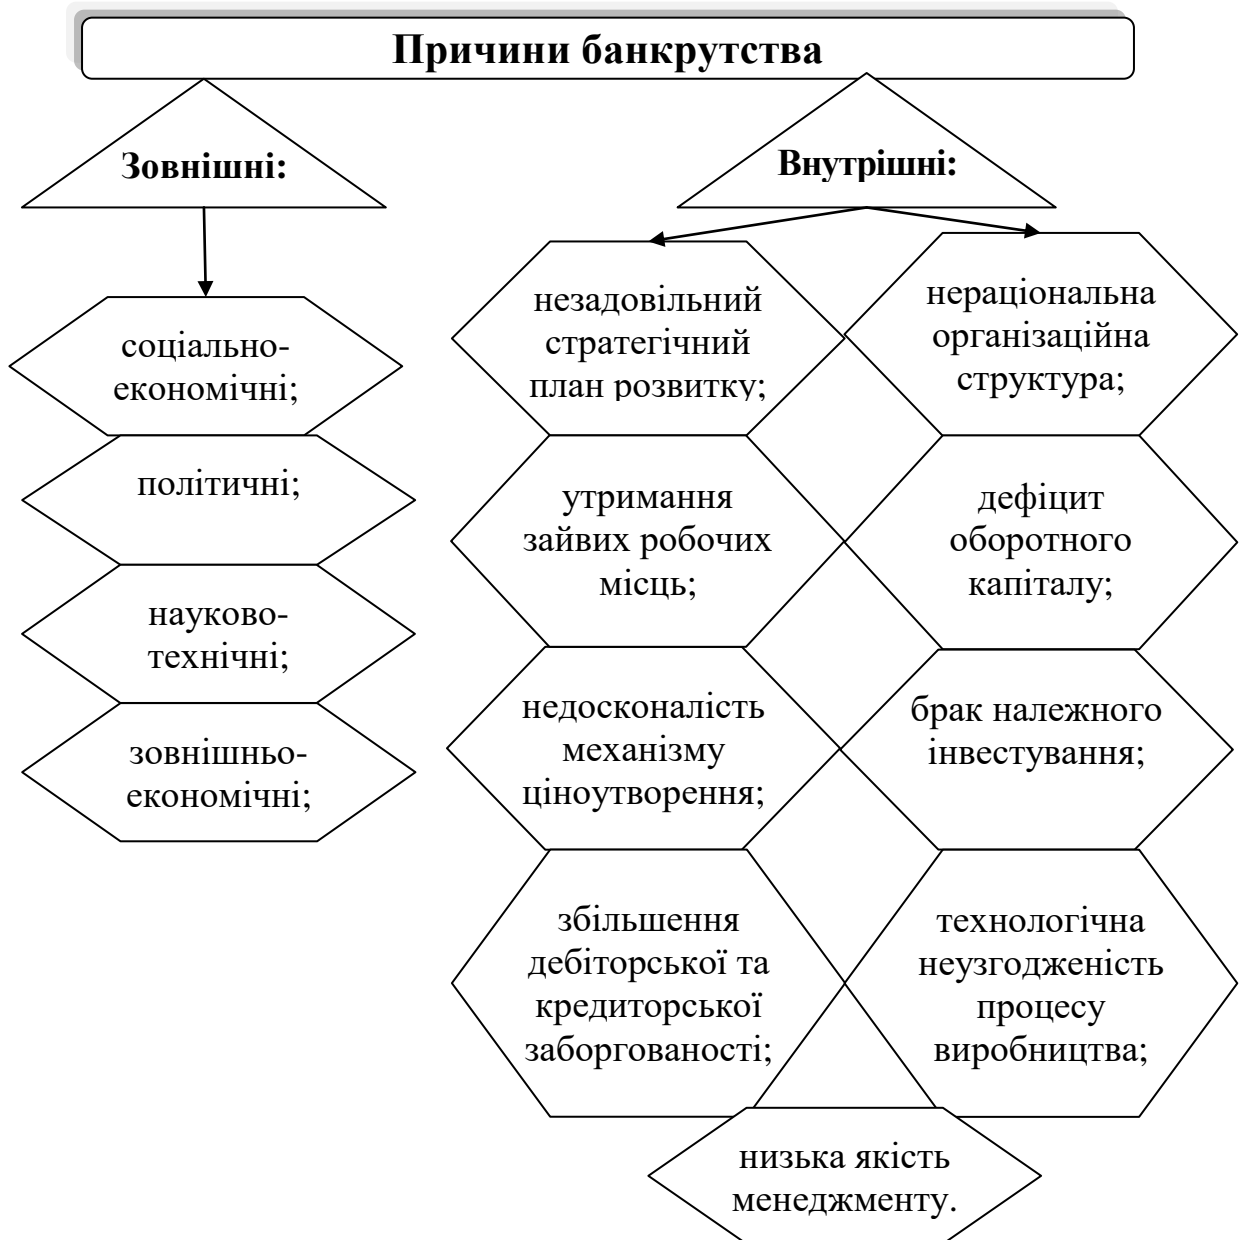 Причини банкрутства
Зовнішні:
соціально-
економічні;
політичні;
науково-
технічні;
зовнішньо-
економічні;
Внутрішні:
незадовільний
стратегічний
план розвитку;
нераціональна
організаційна
структура;
утримання
зайвих робочих
місць;
дефіцит
оборотного
капіталу;
недосконалість
механізму
ціноутворення;
брак належного
інвестування;
збільшення
дебіторської та
кредиторської
заборгованості;
технологічна
неузгодженість
процесу
виробництва;
низька якість
менеджменту.